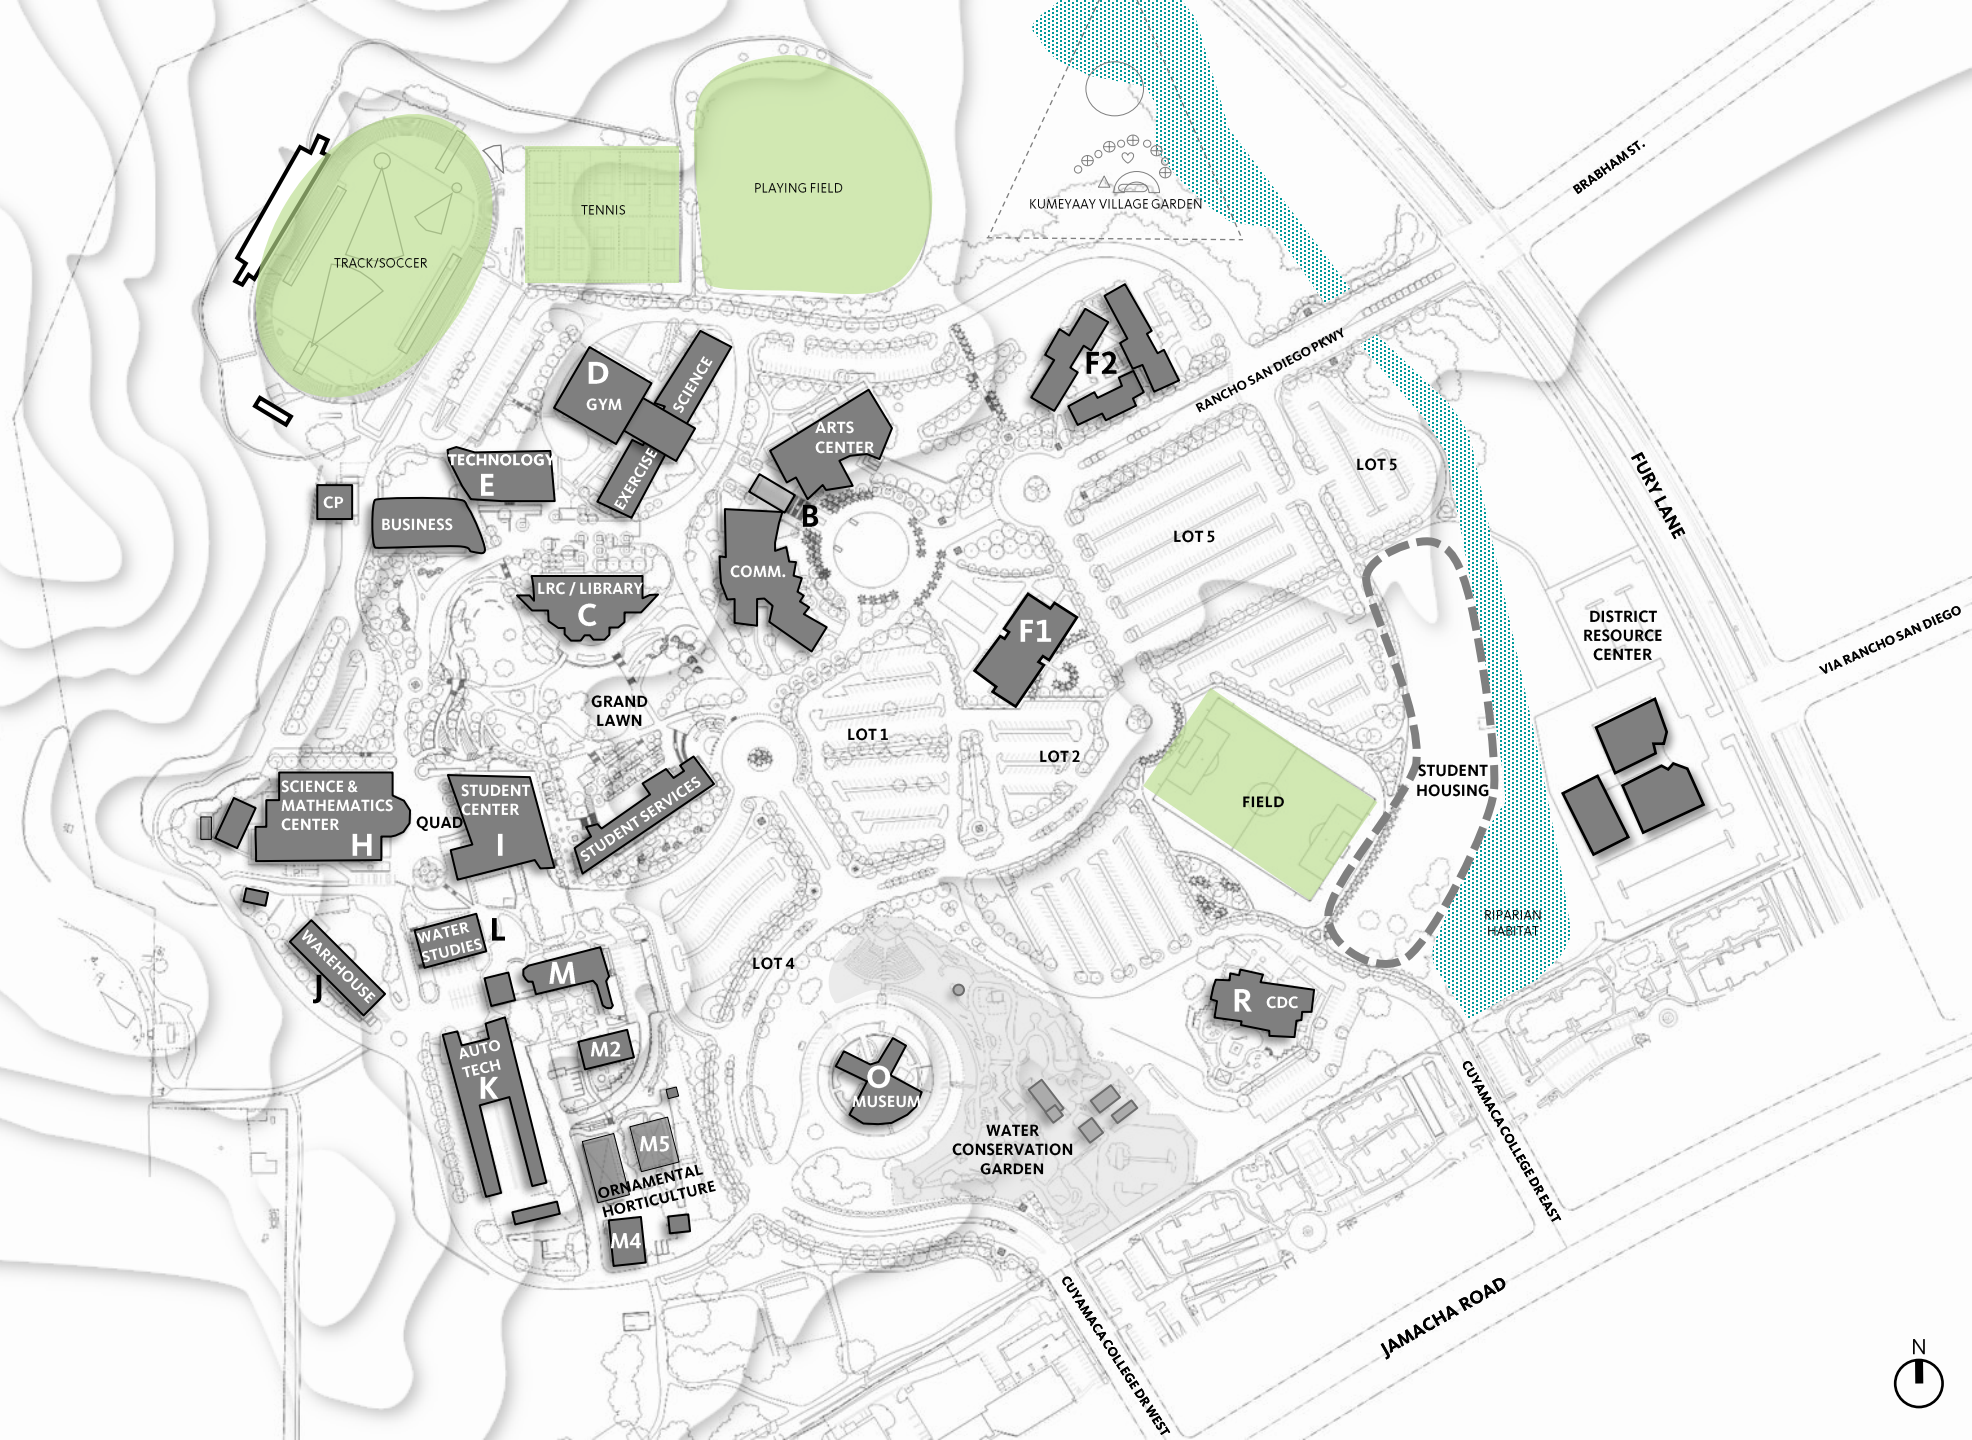 BRABHAM ST.
PLAYING FIELD
KUMEYAAY VILLAGE GARDEN
TENNIS
TRACK/SOCCER
RANCHO SAN DIEGO PKWY
F2
D
GYM
SCIENCE
EXERCISE
ARTS
CENTER
TECHNOLOGY
E
CP
BUSINESS
B
COMM.
LOT 5
LOT 5
FURY LANE
LRC / LIBRARY
C
F1
DISTRICT
RESOURCE
CENTER
VIA RANCHO SAN DIEGO
GRAND
LAWN
LOT 1
LOT 2
STUDENT
HOUSING
FIELD
SCIENCE &
MATHEMATICS
CENTER
H
QUAD
STUDENT
CENTER
I
STUDENT SERVICES
RIPARIAN
HABITAT
WATER
STUDIES
L
WAREHOUSE
J
M
LOT 4
R
CDC
AUTO
TECH
K
M2
O
MUSEUM
M5
WATER
CONSERVATION
GARDEN
ORNAMENTAL
HORTICULTURE
M4
CUYAMACA COLLEGE DR EAST
CUYAMACA COLLEGE DR WEST
JAMACHA ROAD
N